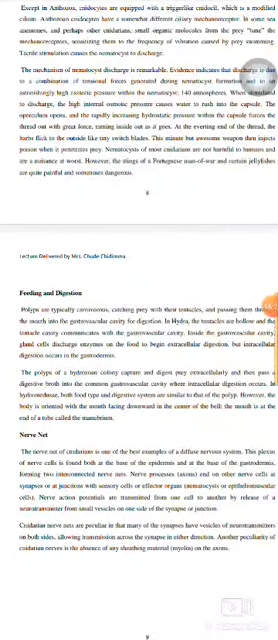 Except in Anthozoa, cnidocytes are equipped with a triggerlike cnidocil, which is a modified
cilium. Anthozoan cnidocytes have a somewhat different ciliary mechanoreceptor. In some sea
anemones, and perhaps other cnidarians, small organic molecules from the prey "tune" the
mechanoreceptors, sensitizing them to the frequency of vibration caused by prey swimming.
Tactile stimulation causes the nematocyst to discharge.
The mechanism of nematocyst discharge is remarkable. Evidence indicates that discharge is due
to a combination of tensional forces generated during nematocyst formation and to an
astonishingly high osmotic pressure within the nematocyst: 140 atmospheres. When stimulated
to discharge, the high internal osmotic pressure causes water to rush into the capsule. The
operculum opens, and the rapidly increasing hydrostatic pressure within the capsule forces the
thread out with great force, turning inside out as it goes. At the everting end of the thread, the
barbs flick to the outside like tiny switch blades. This minute but awesome weapon then injects
poison when it penetrates prey. Nematocysts of most cnidarians are not harmful to humans and
are a nuisance at worst. However, the stings of a Portuguese man-of-war and certain jellyfishes
are quite painful and sometimes dangerous.
8
Lecture Delivered by Mrs. Chude Chidimma
Feeding and Digestion
Polyps are typically carnivorous, catching prey with their tentacles, and passing them
the mouth into the gastrovascular cavity for digestion. In Hydra, the tentacles are hollow and the
tentacle cavity communicates with the gastrovascular cavity. Inside the gastrovascular cavity,
gland cells discharge enzymes on the food to begin extracellular digestion, but intracellular
digestion occurs in the gastrodermis.
The polyps of a hydrozoan colony capture and digest prey extracellularly and then pass a
digestive broth into the common gastrovascular cavity where intracellular digestion occurs. In
hydromedusae, both food type and digestive system are similar to that of the polyp. However, the
body is oriented with the mouth facing downward in the center of the bell; the mouth is at the
end of a tube called the manubrium.
Nerve Net
The nerve net of cnidarians is one of the best examples of a diffuse nervous system. This plexus
of nerve cells is found both at the base of the epidermis and at the base of the gastrodermis,
forming two interconnected nerve nets. Nerve processes (axons) end on other nerve cells at
synapses or at junctions with sensory cells or effector organs (nematocysts or epitheliomuscular
cells). Nerve action potentials are transmitted from one cell to another by release of a
neurotransmitter from small vesicles on one side of the synapse or junction.
Cnidarian nerve nets are peculiar in that many of the synapses have vesicles of neurotransmitters
on both sides, allowing transmission across the synapse in either direction. Another peculiarity of
cnidarian nerves is the absence of any sheathing material (myelin) on the axons.
9